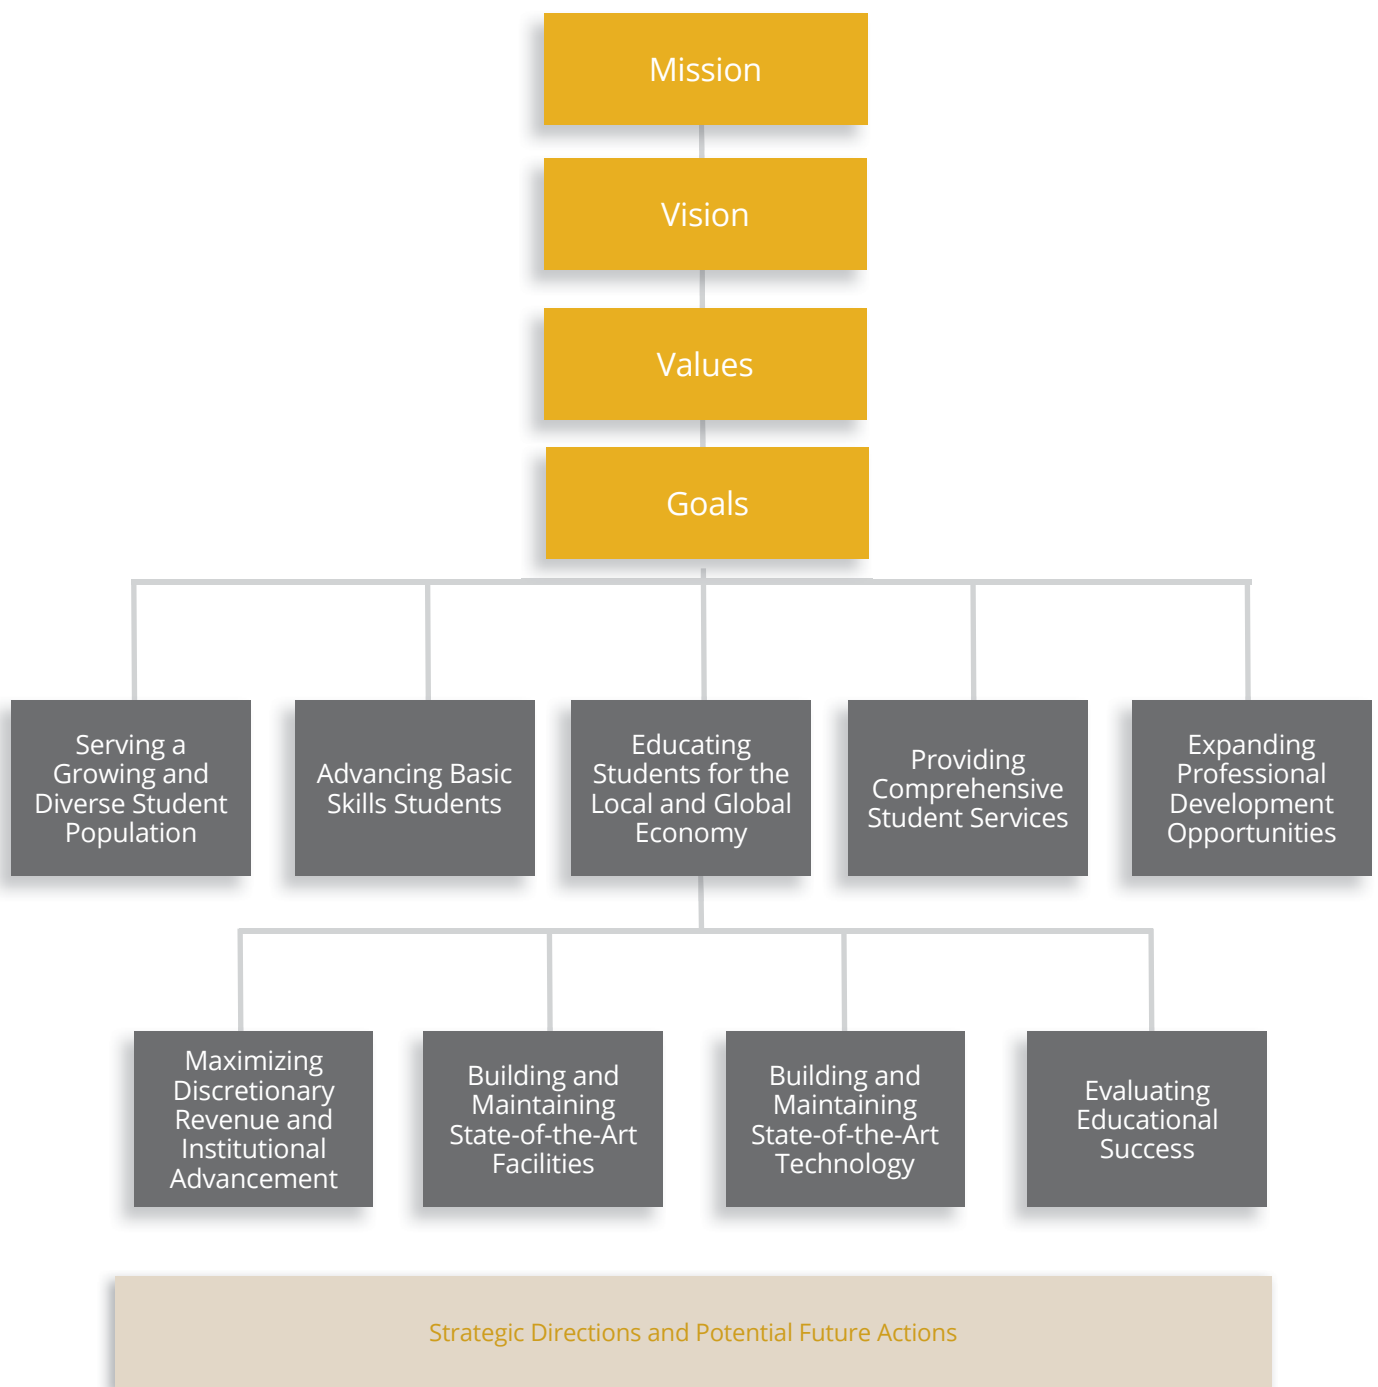 Mission
Vision
Values
Goals
Serving a
Growing and
Diverse Student
Population
Advancing Basic
Skills Students
Educating
Students for the
Local and Global
Economy
Providing
Comprehensive
Student Services
Expanding
Professional
Development
Opportunities
Maximizing
Discretionary
Revenue and
Institutional
Advancement
Building and
Maintaining
State-of-the-Art
Facilities
Building and
Maintaining
State-of-the-Art
Technology
Evaluating
Educational
Success
Strategic Directions and Potential Future Actions